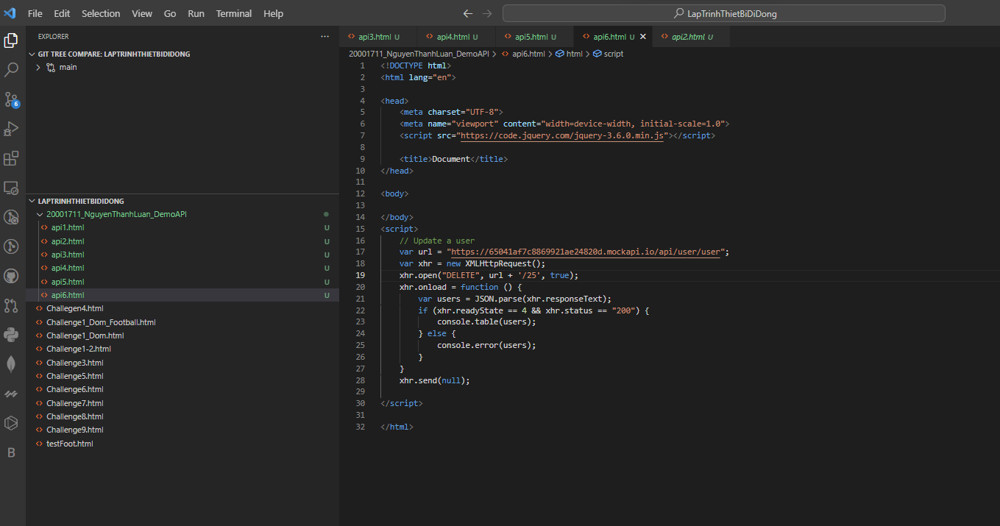 File Edit Selection View Go Run Terminal Help
LapTrinhThietBiDiDong
EXPLORER
GIT TREE COMPARE: LAPTRINHTHIETBIDIDONG
main
6
LAPTRINHTHIETBIDIDONG
20001711_NguyenThanhLuan_DemoAPI
api1.html U
api2.html U
api3.html U
api4.html U
api5.html U
api6.html U
Challegen4.html
Challenge1_Dom_Football.html
Challenge1_Dom.html
Challenge1-2.html
Challenge3.html
Challenge5.html
Challenge6.html
Challenge7.html
Challenge8.html
Challenge9.html
testFoot.html
B
api3.html U api4.html U api5.html U api6.html U api2.html U
20001711_NguyenThanhLuan_DemoAPI > api6.html > html > script
1 <!DOCTYPE html>
2 <html lang="en">
3
4 <head>
5 <meta charset="UTF-8">
6 <meta name="viewport" content="width=device-width, initial-scale=1.0">
7 <script src="https://code.jquery.com/jquery-3.6.0.min.js"></script>
8
9 <title>Document</title>
10 </head>
11
12 <body>
13
14 </body>
15 <script>
16 // Update a user
17 var url = "https://65041af7c8869921ae24820d.mockapi.io/api/user/user";
18 var xhr = new XMLHttpRequest();
19 xhr.open("DELETE", url + '/25', true);
20 xhr.onload = function () {
21 var users = JSON.parse(xhr.responseText);
22 if (xhr.readyState == 4 && xhr.status == "200") {
23 console.table(users);
24 } else {
25 console.error(users);
26 }
27 }
28 xhr.send(null);
29
30 </script>
31
32 </html>